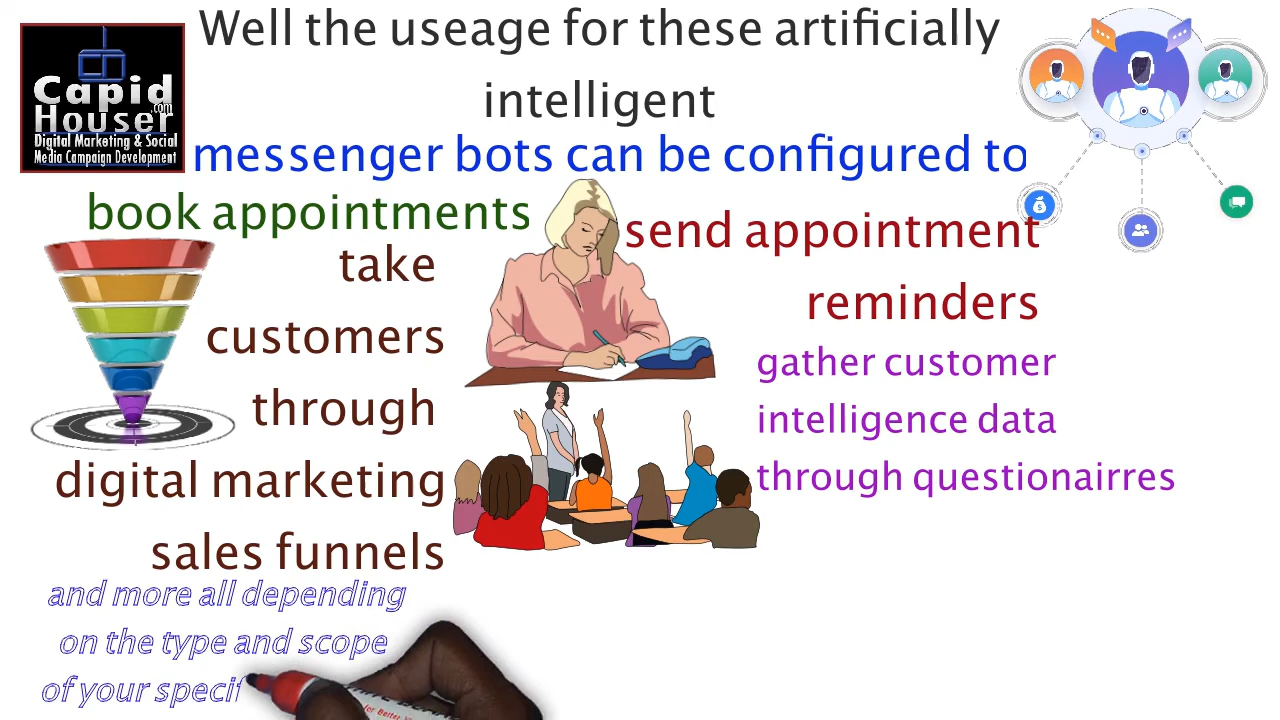 Well the useage for these artificially
intelligent
Capid
Houser
.com
Digital Marketing & Social
Media Campaign Development
messenger bots can be configured to
book appointments
send appointment
reminders
take
customers
through
digital marketing
sales funnels
gather customer
intelligence data
through questionairres
and more all depending
on the type and scope
of your specif
for Better